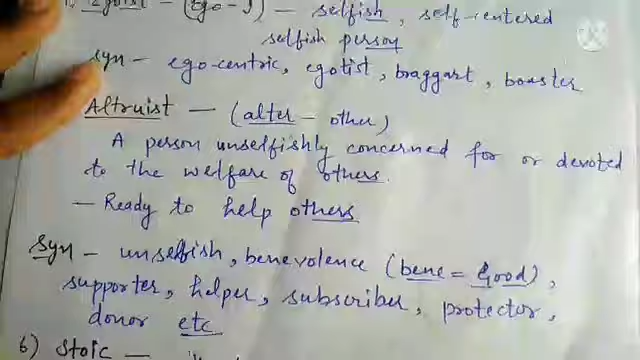 Egoist - (Ego - I) - selfish, self-centered
selfish person
Syn - ego-centric, egotist, braggart, boaster
Altruist - (alter - other)
A person unselfishly concerned for or devoted
to the welfare of others.
- Ready to help others
Syn - unselfish, benevolence (bene = Good),
supporter, helper, subscriber, protector,
donor etc
6) Stoic -